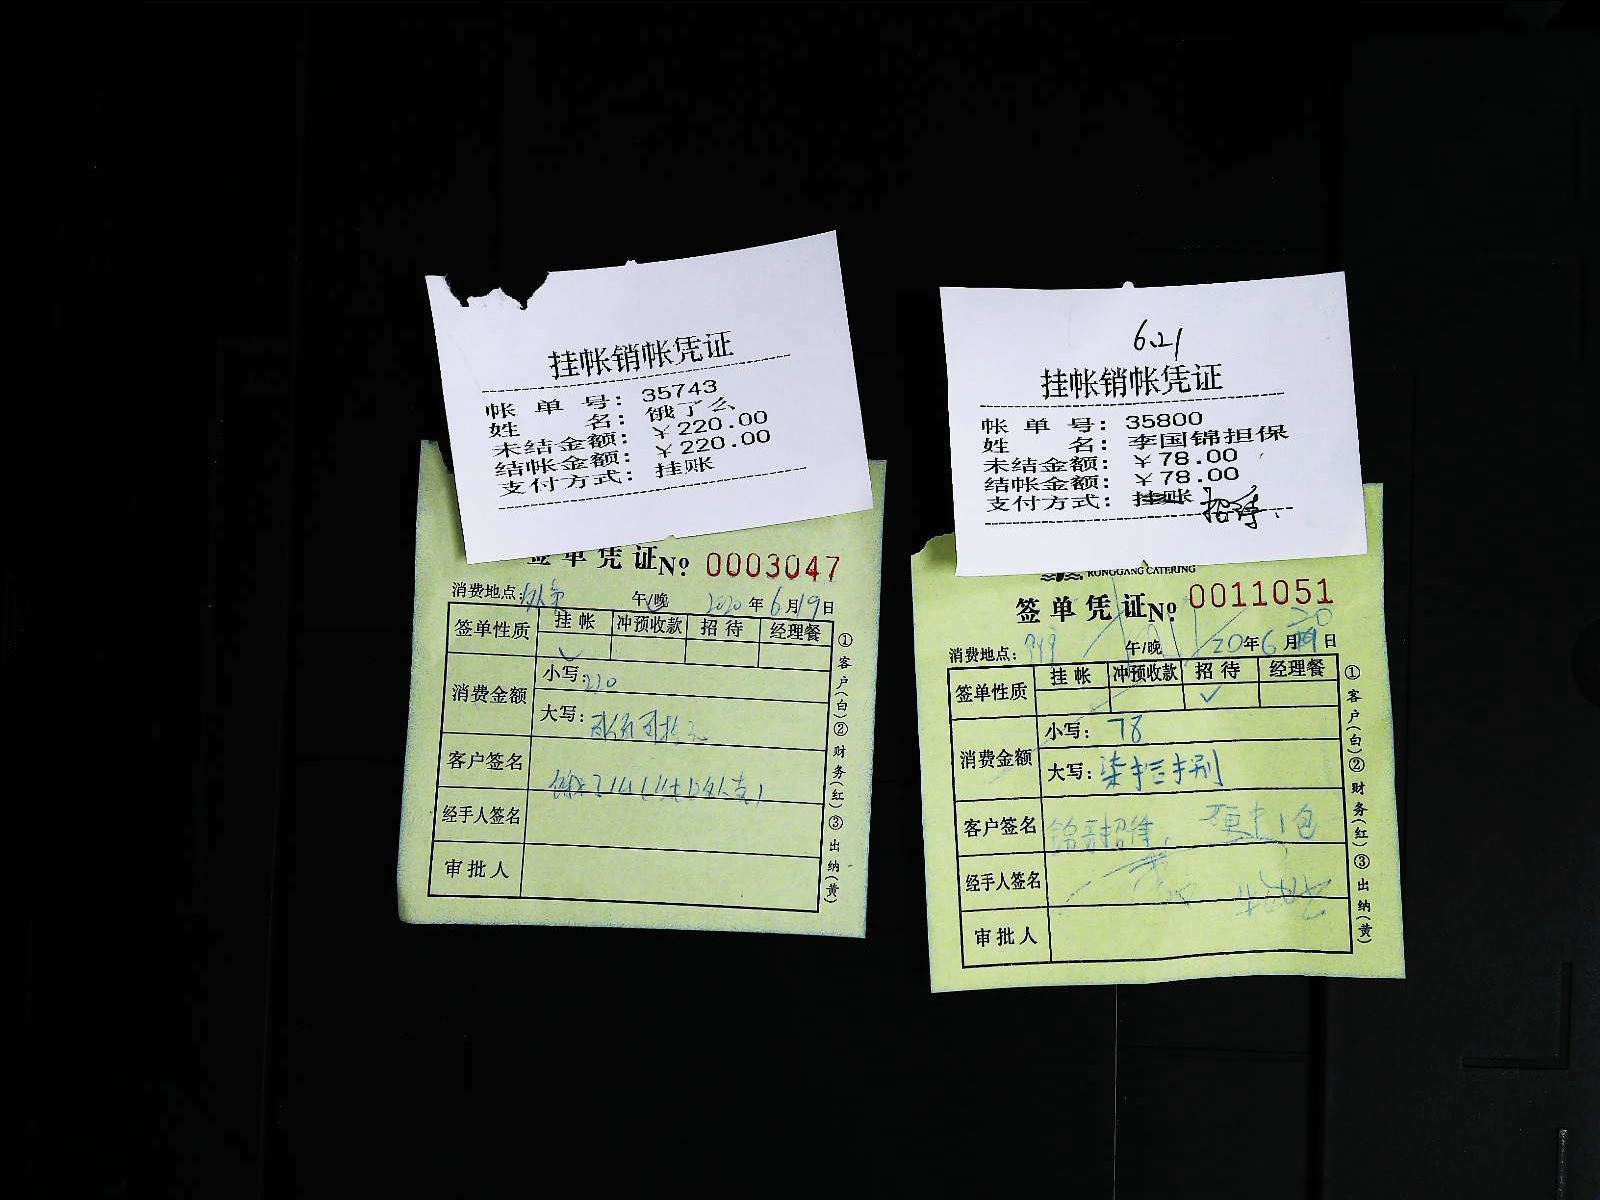 挂帐销帐凭证
帐单号：35743
姓名：饿了么
未结金额：￥220.00
结帐金额：￥220.00
支付方式：挂账
签单凭证 No 0003047
消费地点：外卖 午/晚 2020年6月19日
签单性质 挂帐 冲预收款 招待 经理餐
消费金额 小写：220
大写：
客户签名
经手人签名
审批人
①客户(白)②财务(红)③出纳(黄)
6.21
挂帐销帐凭证
帐单号：35800
姓名：李国锦担保
未结金额：￥78.00
结帐金额：￥78.00
支付方式：挂账 招待.
RONGGANG CATERING
签单凭证 No 0011051
消费地点： 午/晚 20年6月20日
签单性质 挂帐 冲预收款 招待 经理餐
消费金额 小写：78
大写：柒拾捌
客户签名 锦哥招待, 硬中1包
经手人签名
审批人
①客户(白)②财务(红)③出纳(黄)